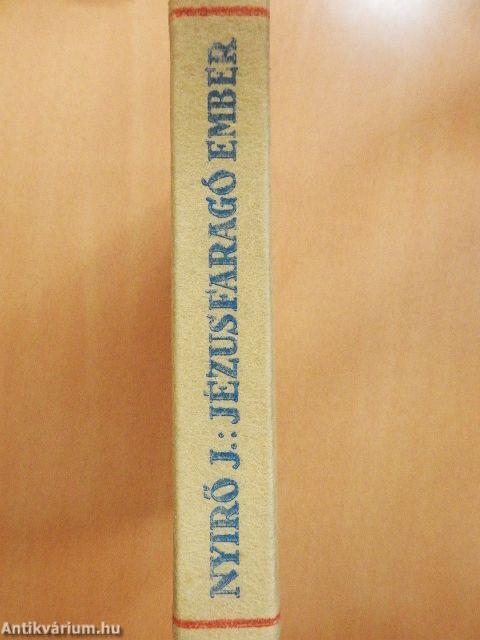 NYIRŐ J.: JÉZUSFARAGÓ EMBER
Antikvárium.hu